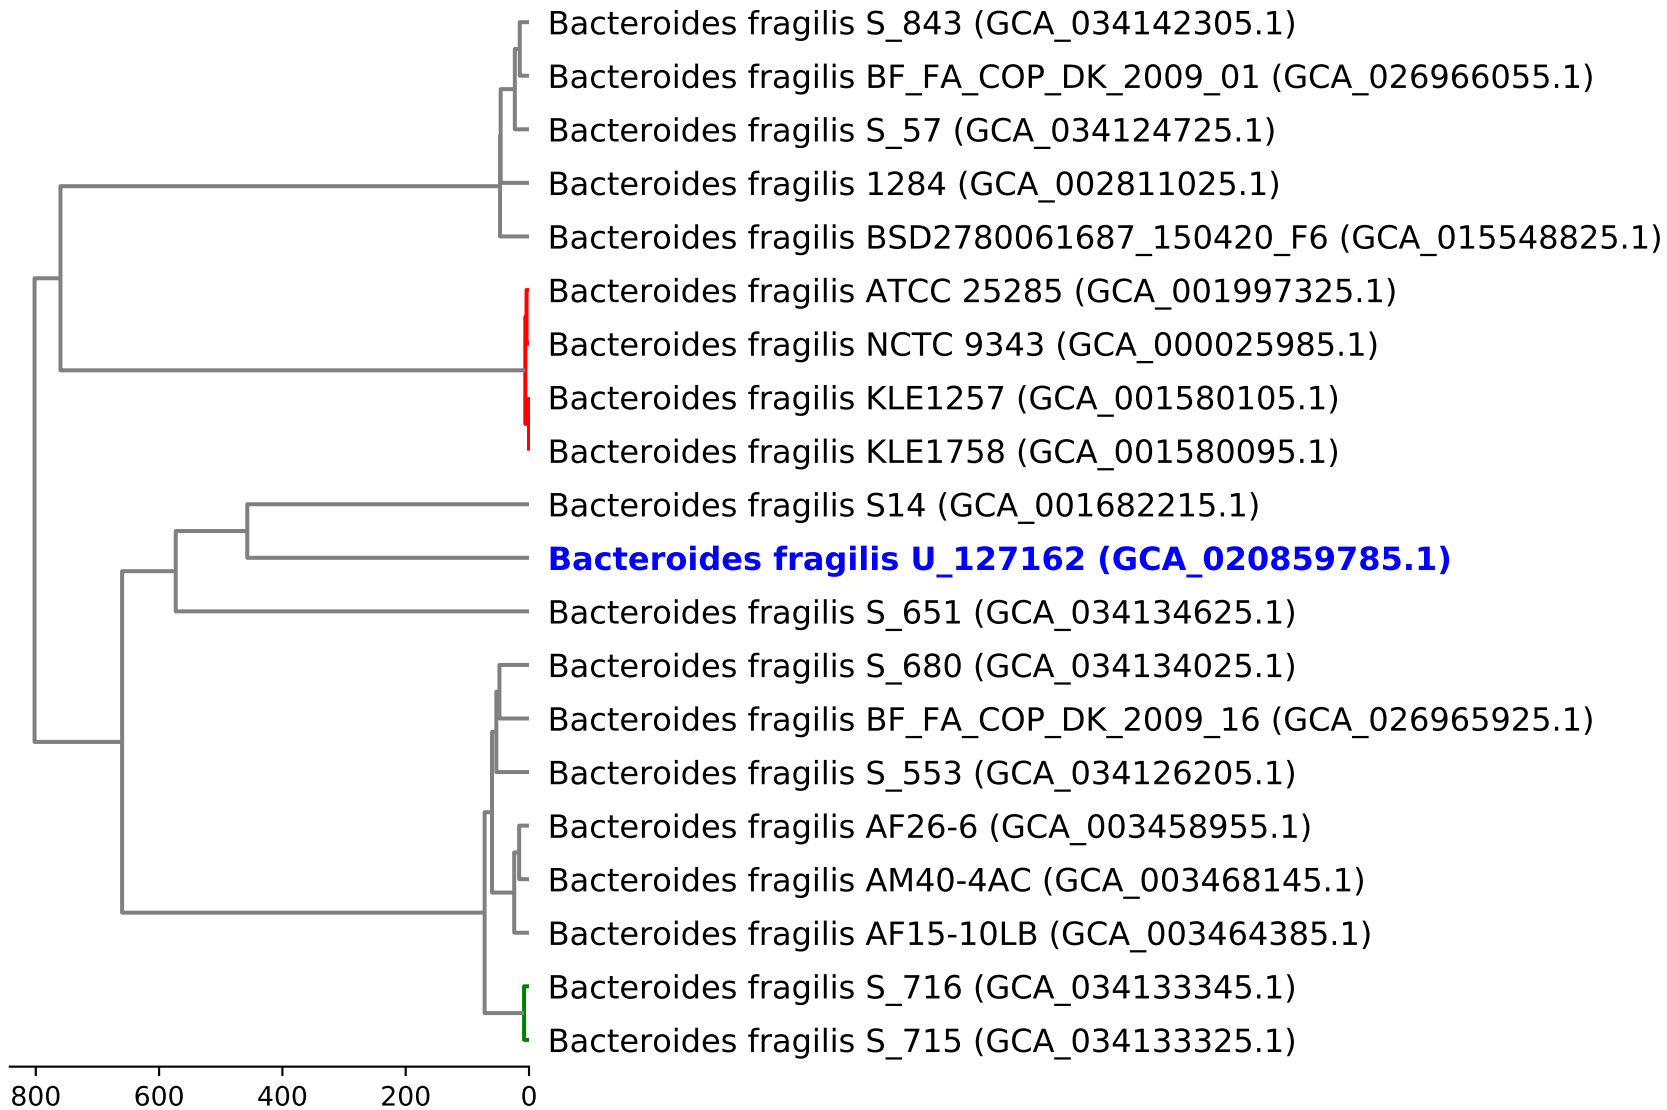 Bacteroides fragilis S_843 (GCA_034142305.1)
Bacteroides fragilis BF_FA_COP_DK_2009_01 (GCA_026966055.1)
Bacteroides fragilis S_57 (GCA_034124725.1)
Bacteroides fragilis 1284 (GCA_002811025.1)
Bacteroides fragilis BSD2780061687_150420_F6 (GCA_015548825.1)
Bacteroides fragilis ATCC 25285 (GCA_001997325.1)
Bacteroides fragilis NCTC 9343 (GCA_000025985.1)
Bacteroides fragilis KLE1257 (GCA_001580105.1)
Bacteroides fragilis KLE1758 (GCA_001580095.1)
Bacteroides fragilis S14 (GCA_001682215.1)
Bacteroides fragilis U_127162 (GCA_020859785.1)
Bacteroides fragilis S_651 (GCA_034134625.1)
Bacteroides fragilis S_680 (GCA_034134025.1)
Bacteroides fragilis BF_FA_COP_DK_2009_16 (GCA_026965925.1)
Bacteroides fragilis S_553 (GCA_034126205.1)
Bacteroides fragilis AF26-6 (GCA_003458955.1)
Bacteroides fragilis AM40-4AC (GCA_003468145.1)
Bacteroides fragilis AF15-10LB (GCA_003464385.1)
Bacteroides fragilis S_716 (GCA_034133345.1)
Bacteroides fragilis S_715 (GCA_034133325.1)
800 600 400 200 0